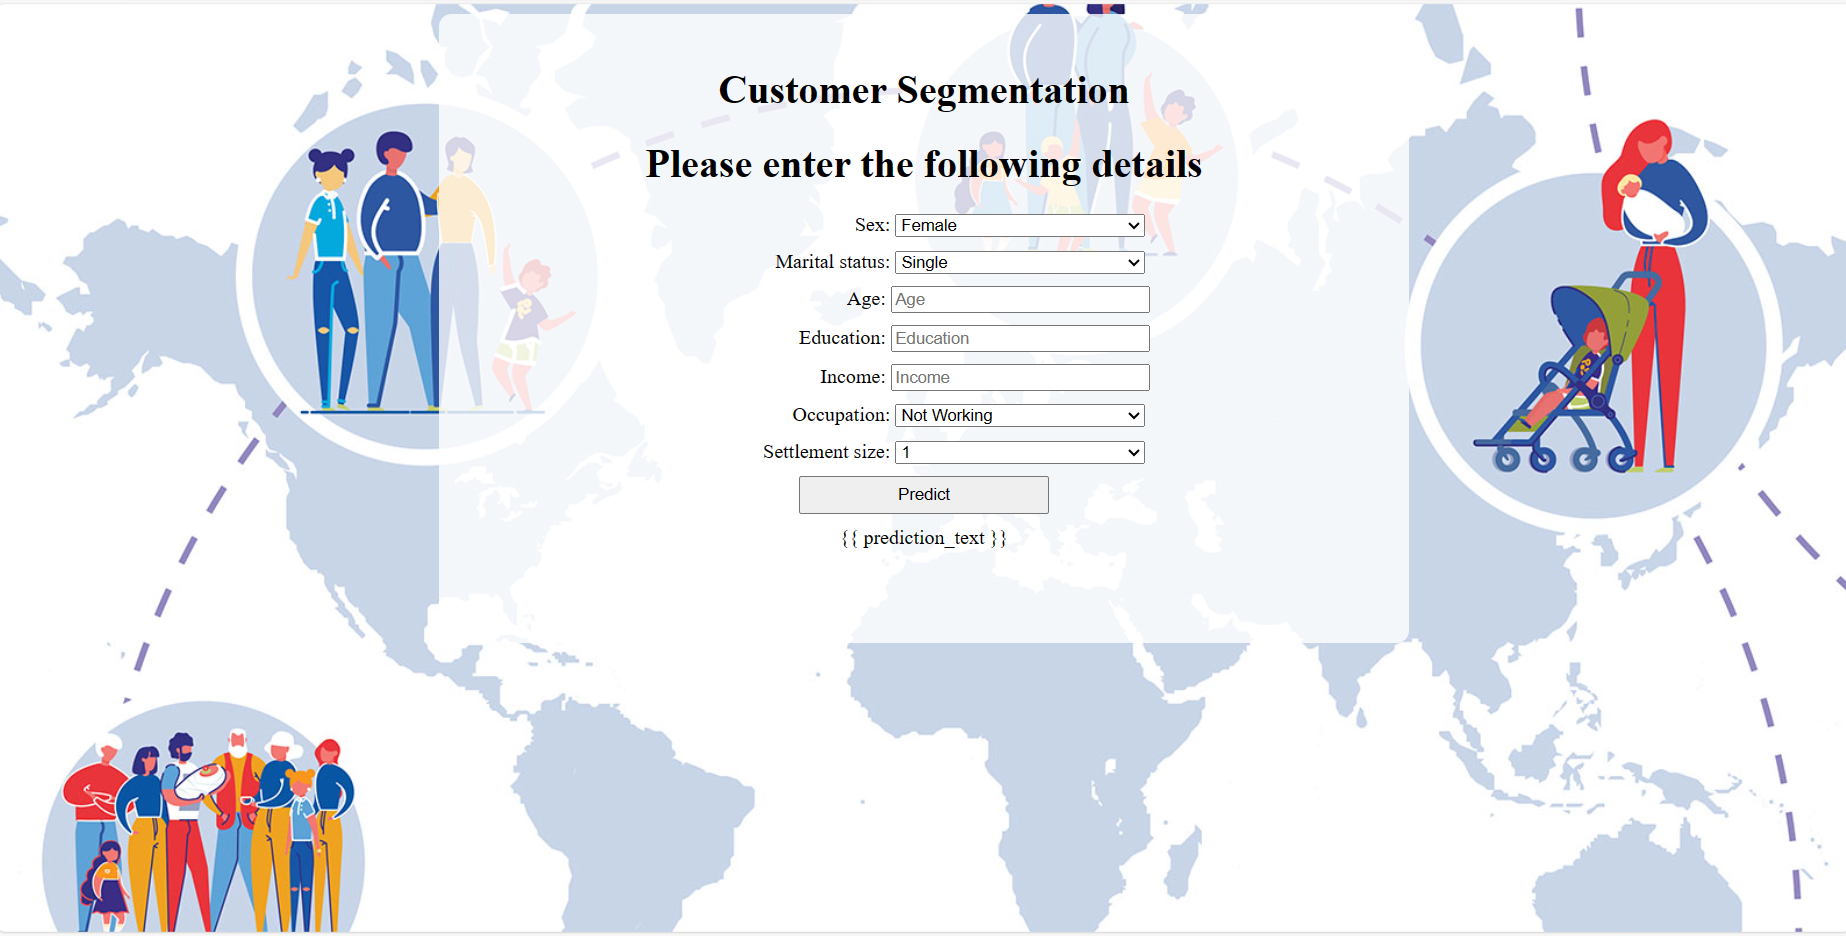 Customer Segmentation
Please enter the following details
Sex: Female
Marital status: Single
Age: Age
Education: Education
Income: Income
Occupation: Not Working
Settlement size: 1
Predict
{{ prediction_text }}